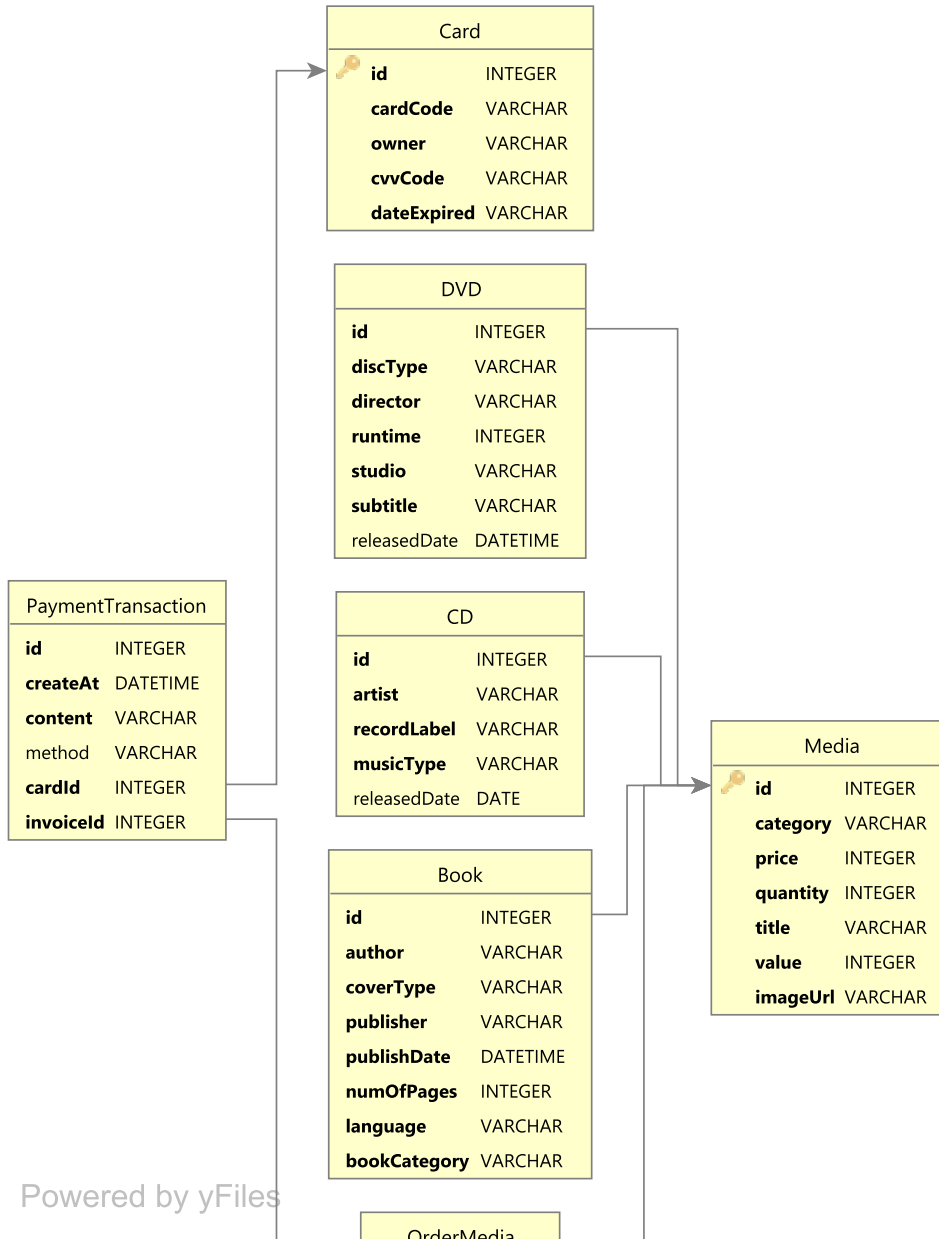 Card
id INTEGER
cardCode VARCHAR
owner VARCHAR
cvvCode VARCHAR
dateExpired VARCHAR
DVD
id INTEGER
discType VARCHAR
director VARCHAR
runtime INTEGER
studio VARCHAR
subtitle VARCHAR
releasedDate DATETIME
PaymentTransaction
id INTEGER
createAt DATETIME
content VARCHAR
method VARCHAR
cardId INTEGER
invoiceId INTEGER
CD
id INTEGER
artist VARCHAR
recordLabel VARCHAR
musicType VARCHAR
releasedDate DATE
Media
id INTEGER
category VARCHAR
price INTEGER
quantity INTEGER
title VARCHAR
value INTEGER
imageUrl VARCHAR
Book
id INTEGER
author VARCHAR
coverType VARCHAR
publisher VARCHAR
publishDate DATETIME
numOfPages INTEGER
language VARCHAR
bookCategory VARCHAR
Powered by yFiles
OrderMedia